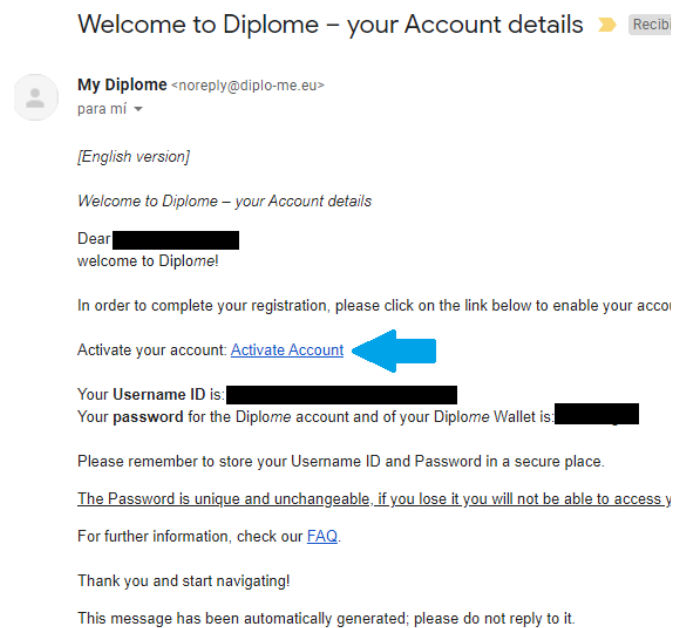 Welcome to Diplome – your Account details Recibi
My Diplome <noreply@diplo-me.eu>
para mí
[English version]
Welcome to Diplome – your Account details
Dear
welcome to Diplome!
In order to complete your registration, please click on the link below to enable your accou
Activate your account: Activate Account
Your Username ID is:
Your password for the Diplome account and of your Diplome Wallet is:
Please remember to store your Username ID and Password in a secure place.
The Password is unique and unchangeable, if you lose it you will not be able to access y
For further information, check our FAQ.
Thank you and start navigating!
This message has been automatically generated; please do not reply to it.